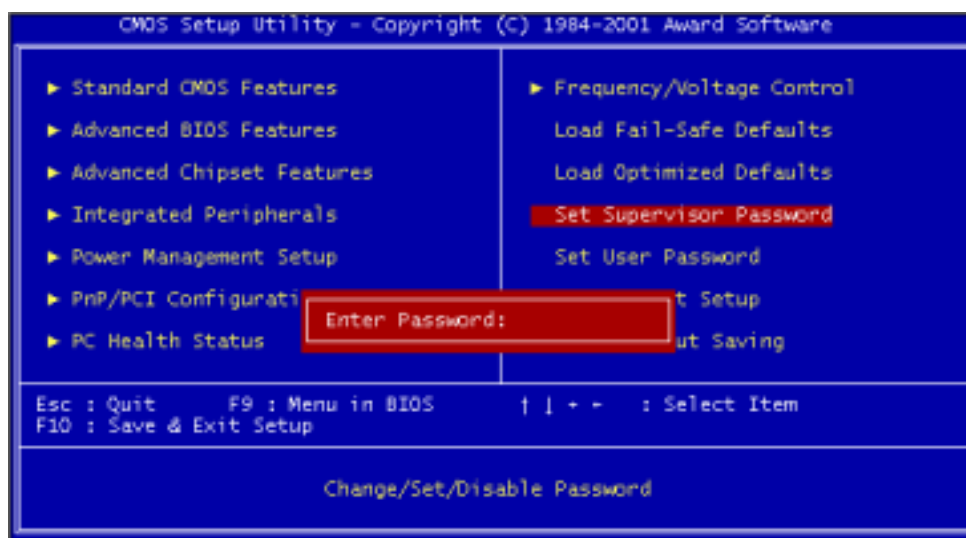 CMOS Setup Utility - Copyright (C) 1984-2001 Award Software
► Standard CMOS Features
► Advanced BIOS Features
► Advanced Chipset Features
► Integrated Peripherals
► Power Management Setup
► PnP/PCI Configurati
► PC Health Status
► Frequency/Voltage Control
Load Fail-Safe Defaults
Load Optimized Defaults
Set Supervisor Password
Set User Password
t Setup
ut Saving
Enter Password:
Esc : Quit F9 : Menu in BIOS ↑ ↓ → ← : Select Item
F10 : Save & Exit Setup
Change/Set/Disable Password